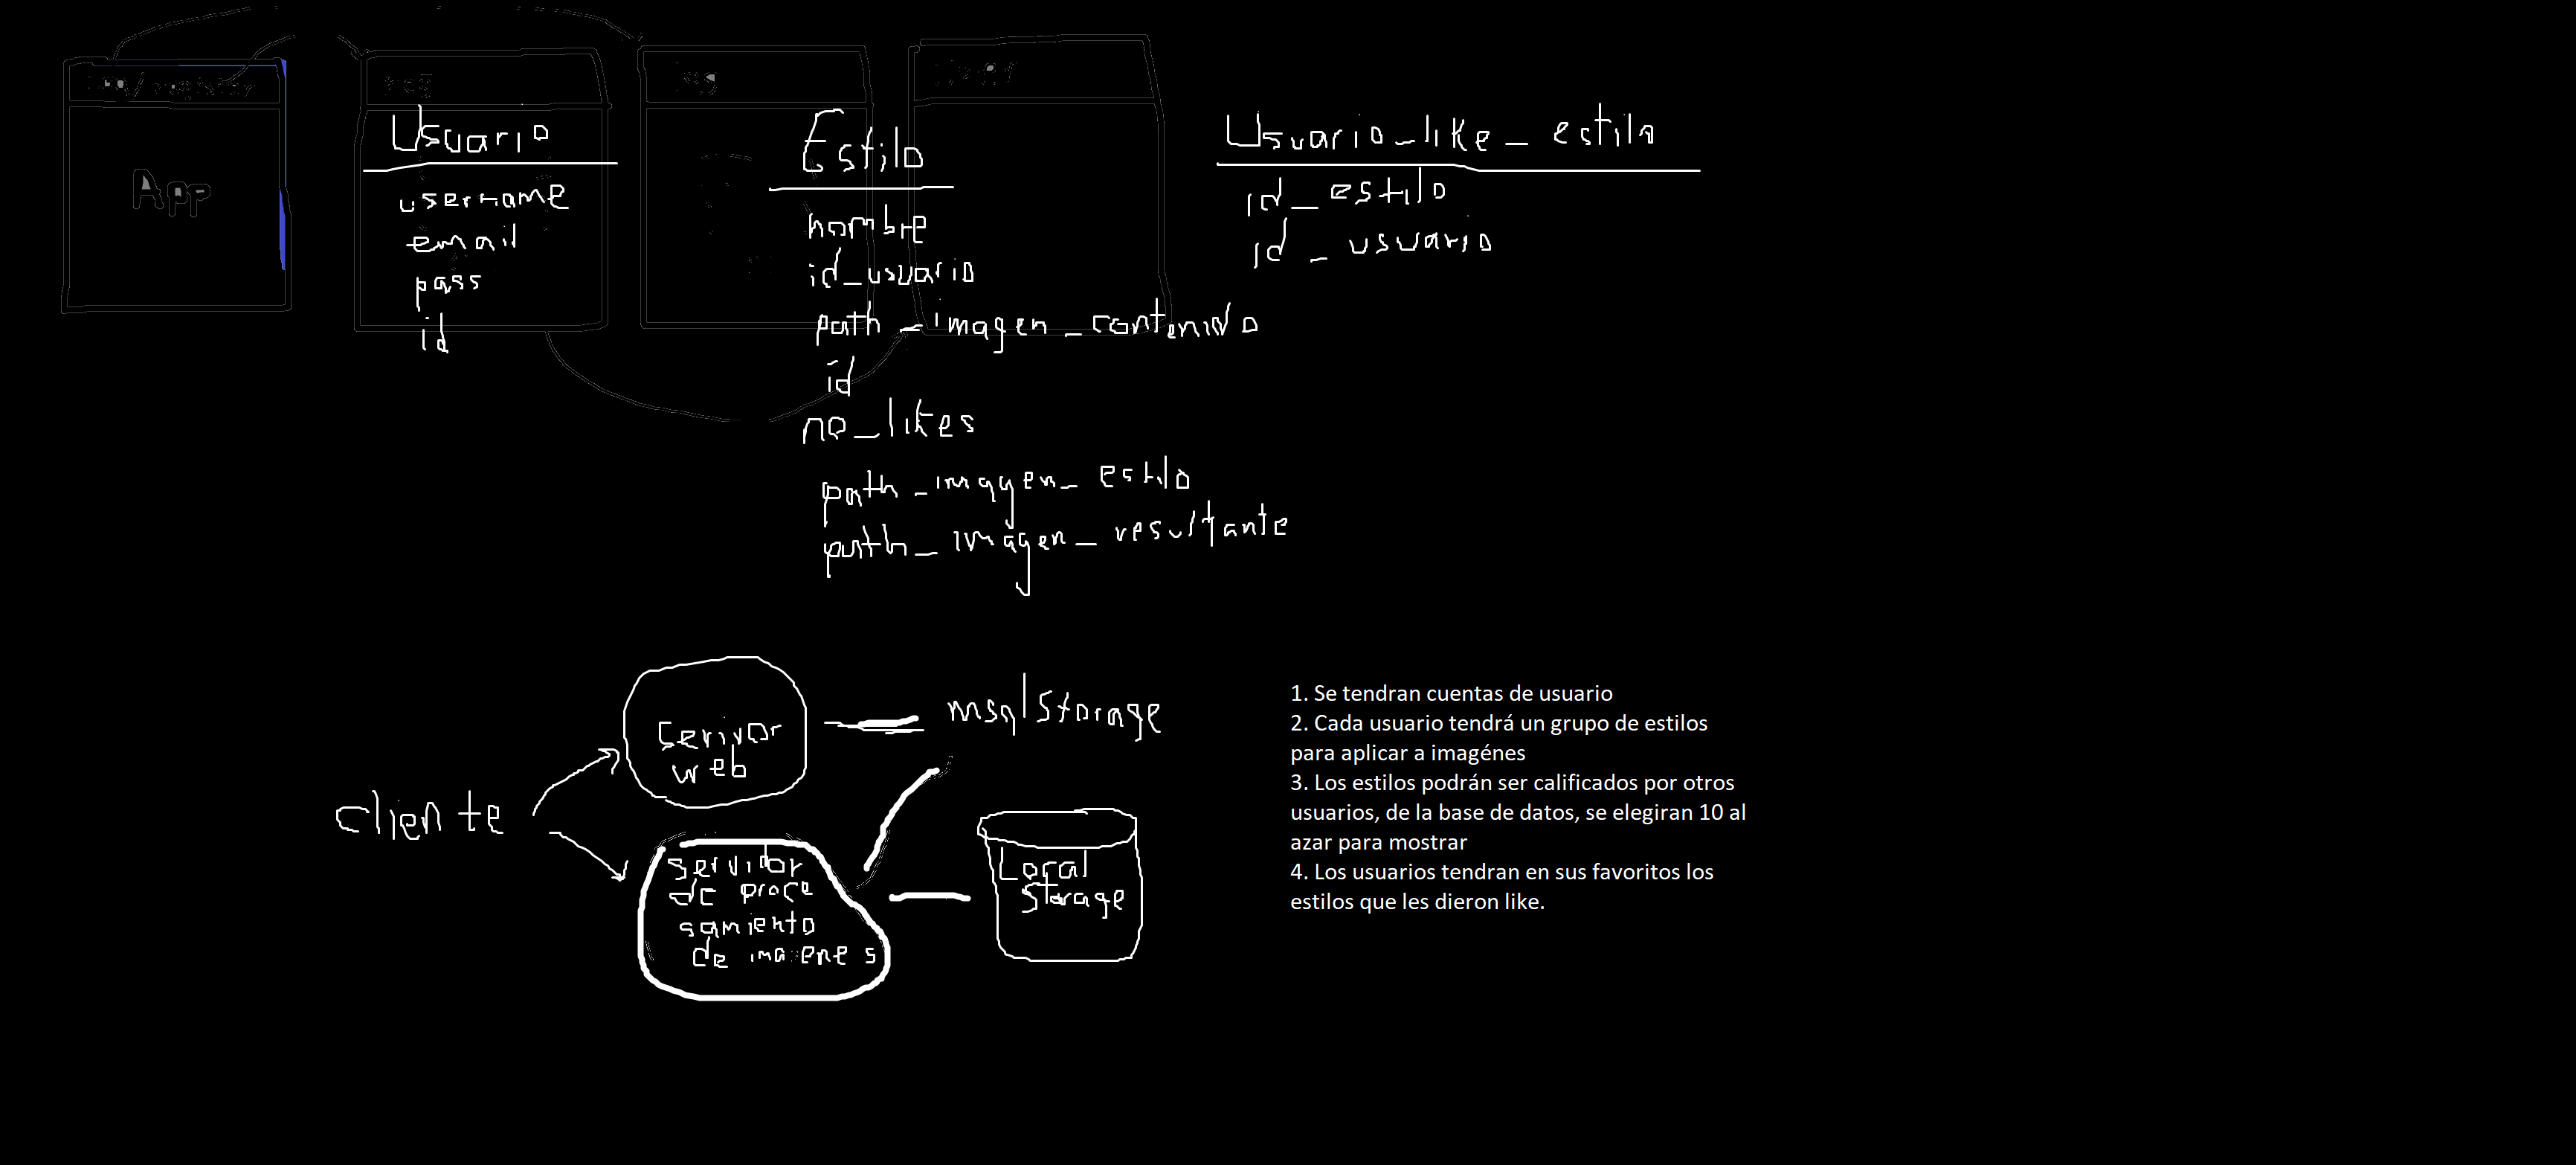 App
Usuario
username
email
pass
id
Estilo
nombre
id_usuario
path_imagen_contenido
id
no_likes
path_imagen_estilo
path_imagen_resultante
Usuario_like_estilo
id_estilo
id_usuario
cliente
web
msqlStorage
servidor
de proce
samiento
de imagenes
Local
Storage
1. Se tendran cuentas de usuario
2. Cada usuario tendrá un grupo de estilos
para aplicar a imagénes
3. Los estilos podrán ser calificados por otros
usuarios, de la base de datos, se elegiran 10 al
azar para mostrar
4. Los usuarios tendran en sus favoritos los
estilos que les dieron like.